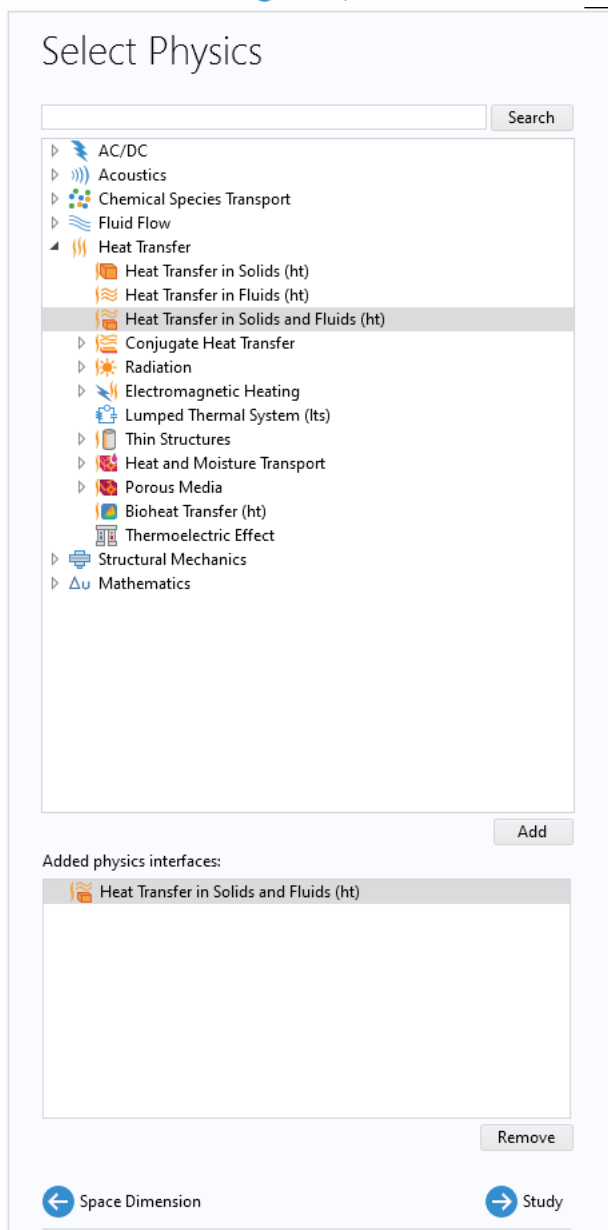 Select Physics
Search
AC/DC
Acoustics
Chemical Species Transport
Fluid Flow
Heat Transfer
Heat Transfer in Solids (ht)
Heat Transfer in Fluids (ht)
Heat Transfer in Solids and Fluids (ht)
Conjugate Heat Transfer
Radiation
Electromagnetic Heating
Lumped Thermal System (lts)
Thin Structures
Heat and Moisture Transport
Porous Media
Bioheat Transfer (ht)
Thermoelectric Effect
Structural Mechanics
Δu Mathematics
Add
Added physics interfaces:
Heat Transfer in Solids and Fluids (ht)
Remove
Space Dimension
Study